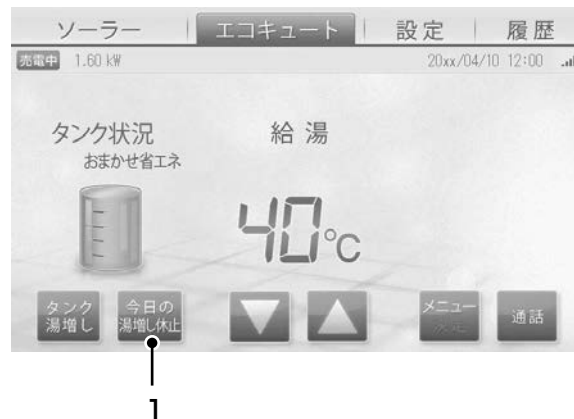 ソーラー エコキュート 設定 履歴
売電中 1.60 kW 20xx/04/10 12:00
タンク状況 給湯
おまかせ省エネ
40℃
タンク
湯増し
今日の
湯増し休止
メニュー
決定
通話
1